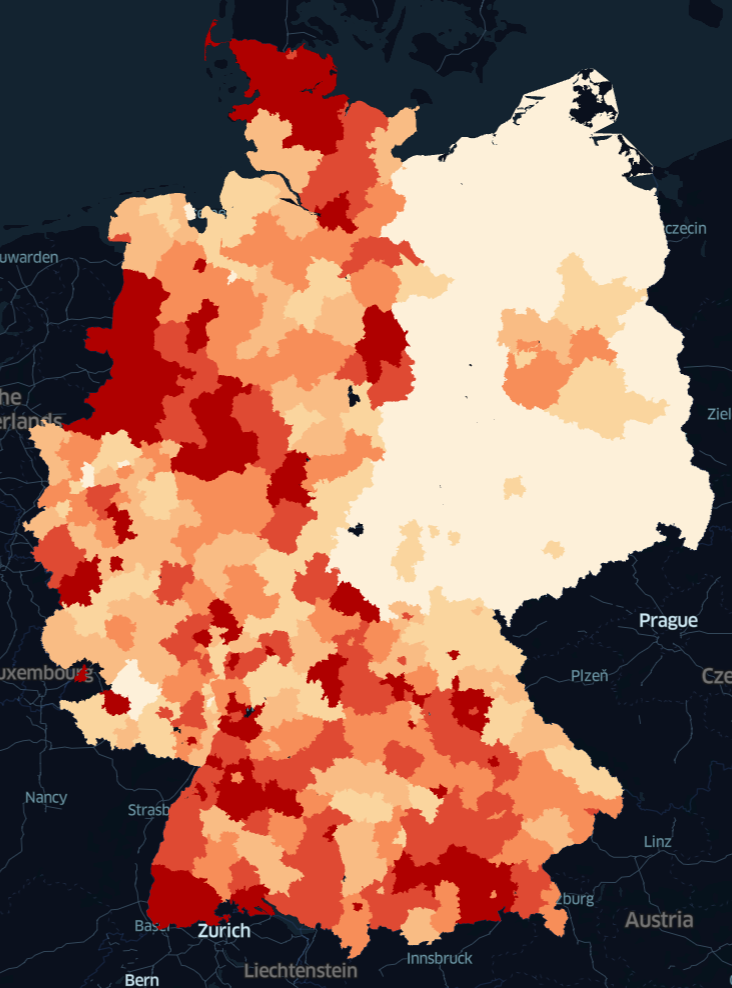 czecin
uwarden
he
erlands
Ziel
Prague
uxembourg
Plzeň
Cze
Nancy
Strasb
Linz
zburg
Base
Zurich
Austria
Innsbruck
Liechtenstein
Bern